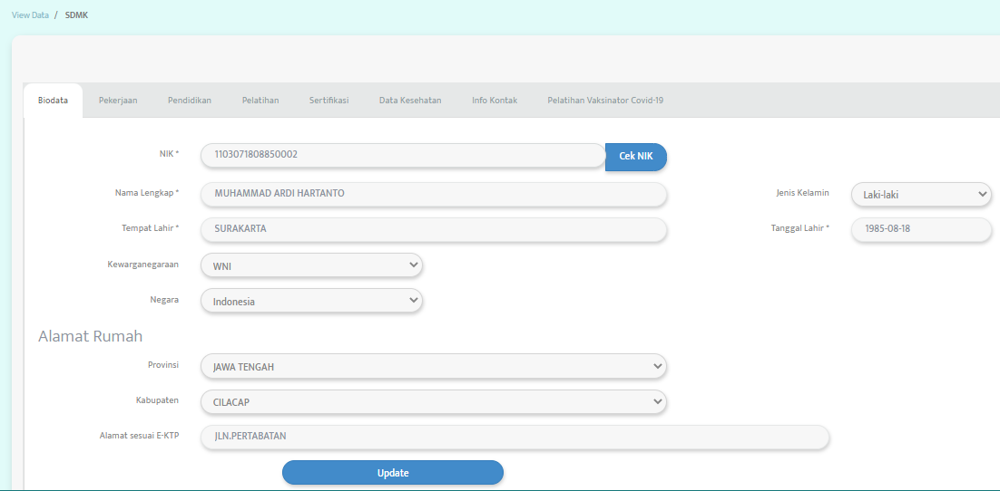 View Data / SDMK
Biodata Pekerjaan Pendidikan Pelatihan Sertifikasi Data Kesehatan Info Kontak Pelatihan Vaksinator Covid-19
NIK * 1103071808850002 Cek NIK
Nama Lengkap * MUHAMMAD ARDI HARTANTO Jenis Kelamin Laki-laki
Tempat Lahir * SURAKARTA Tanggal Lahir * 1985-08-18
Kewarganegaraan WNI
Negara Indonesia
Alamat Rumah
Provinsi JAWA TENGAH
Kabupaten CILACAP
Alamat sesuai E-KTP JLN.PERTABATAN
Update